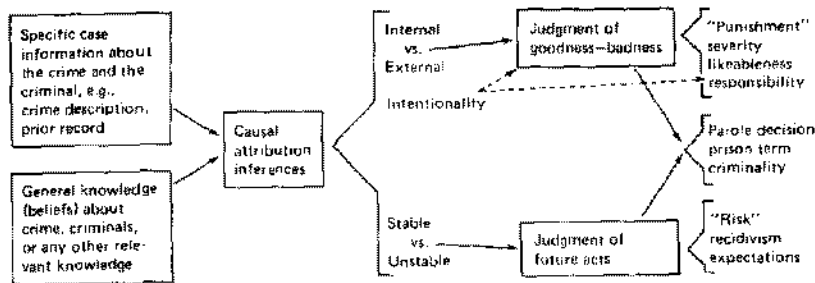 Specific case
information about
the crime and the
criminal, e.g.,
crime description,
prior record
General knowledge
(beliefs) about
crime, criminals,
or any other rele-
vant knowledge
Causal
attribution
inferences
Internal
vs.
External
Intentionality
Stable
vs.
Unstable
Judgment of
goodness—badness
Judgment of
future acts
"Punishment"
severity
likeableness
responsibility
Parole decision
prison term
criminality
"Risk"
recidivism
expectations